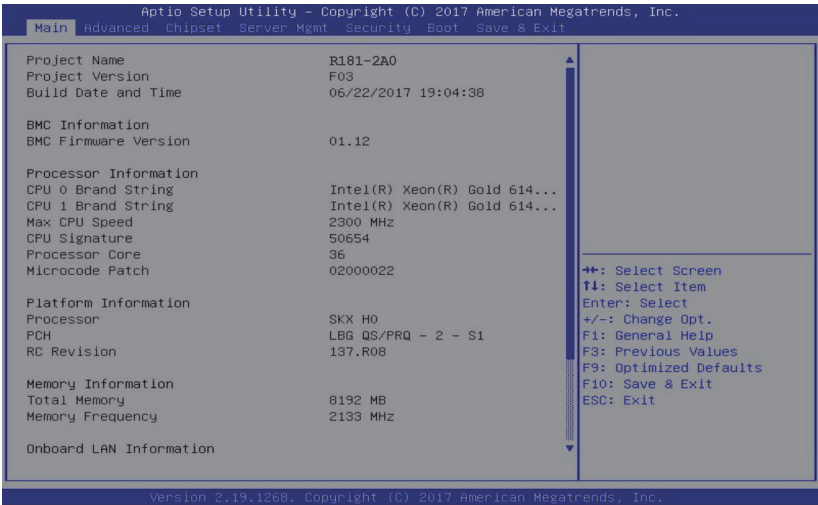 Aptio Setup Utility – Copyright (C) 2017 American Megatrends, Inc.
Main Advanced Chipset Server Mgmt Security Boot Save & Exit
Project Name R181-2A0
Project Version F03
Build Date and Time 06/22/2017 19:04:38
BMC Information
BMC Firmware Version 01.12
Processor Information
CPU 0 Brand String Intel(R) Xeon(R) Gold 614...
CPU 1 Brand String Intel(R) Xeon(R) Gold 614...
Max CPU Speed 2300 MHz
CPU Signature 50654
Processor Core 36
Microcode Patch 02000022
Platform Information
Processor SKX H0
PCH LBG QS/PRQ - 2 - S1
RC Revision 137.R08
Memory Information
Total Memory 8192 MB
Memory Frequency 2133 MHz
Onboard LAN Information
→←: Select Screen
↑↓: Select Item
Enter: Select
+/-: Change Opt.
F1: General Help
F3: Previous Values
F9: Optimized Defaults
F10: Save & Exit
ESC: Exit
Version 2.19.1268. Copyright (C) 2017 American Megatrends, Inc.